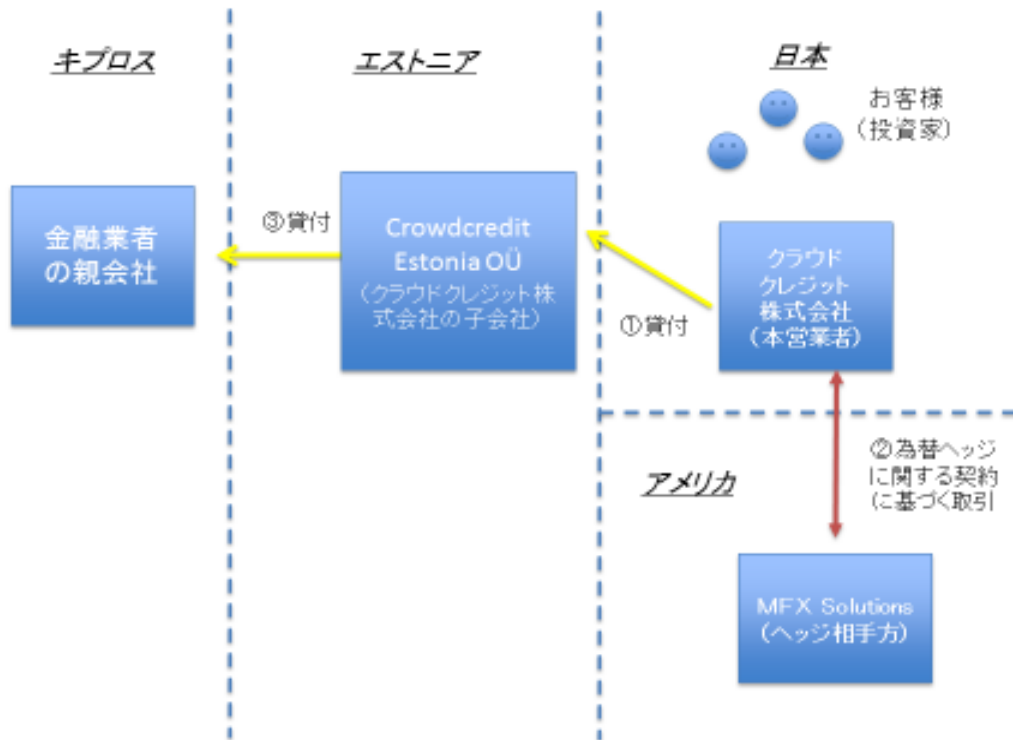 キプロス
エストニア
日本
お客様
（投資家）
金融業者
の親会社
③貸付
Crowdcredit
Estonia OÜ
（クラウドクレジット株
式会社の子会社）
①貸付
クラウド
クレジット
株式会社
（本営業者）
②為替ヘッジ
に関する契約
に基づく取引
アメリカ
MFX Solutions
（ヘッジ相手方）